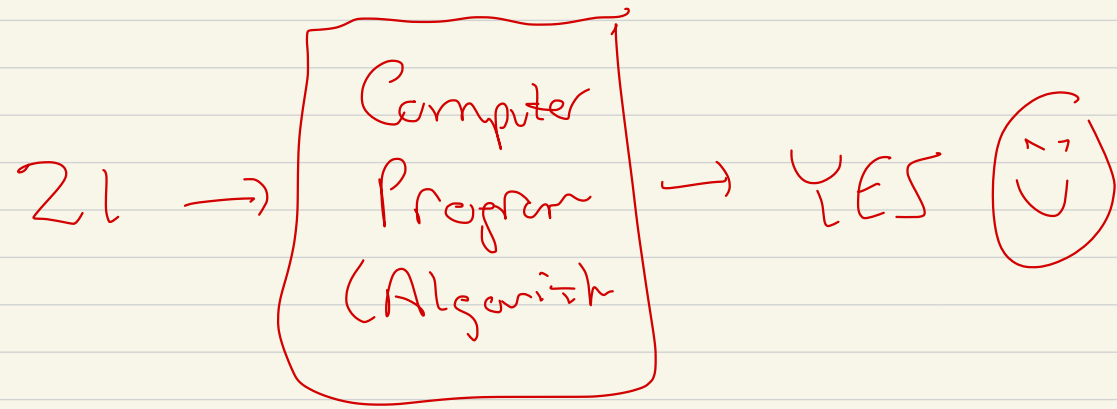 21 → Computer → YES
Program
(Algorith